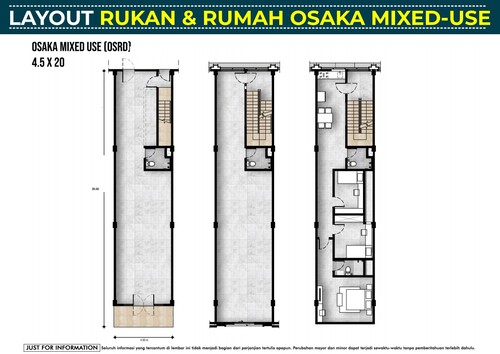 LAYOUT RUKAN & RUMAH OSAKA MIXED-USE
OSAKA MIXED USE (OSRD)
4.5 X 20
JUST FOR INFORMATION Seluruh informasi yang tercantum di lembar ini tidak menjadi bagian dari perjanjian tertulis apapun. Perubahan mayor dan minor dapat terjadi sewaktu-waktu tanpa pemberitahuan terlebih dahulu.